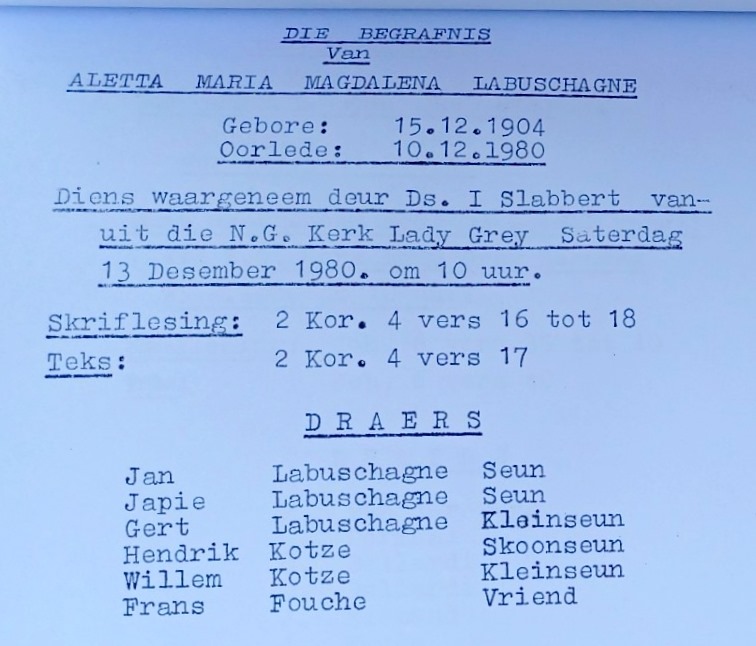 DIE BEGRAFNIS
Van
ALETTA MARIA MAGDALENA LABUSCHAGNE
Gebore: 15.12.1904
Oorlede: 10.12.1980
Diens waargeneem deur Ds. I Slabbert van-
uit die N.G. Kerk Lady Grey Saterdag
13 Desember 1980. om 10 uur.
Skriflesing: 2 Kor. 4 vers 16 tot 18
Teks: 2 Kor. 4 vers 17
D R A E R S
Jan Labuschagne Seun
Japie Labuschagne Seun
Gert Labuschagne Kleinseun
Hendrik Kotze Skoonseun
Willem Kotze Kleinseun
Frans Fouche Vriend